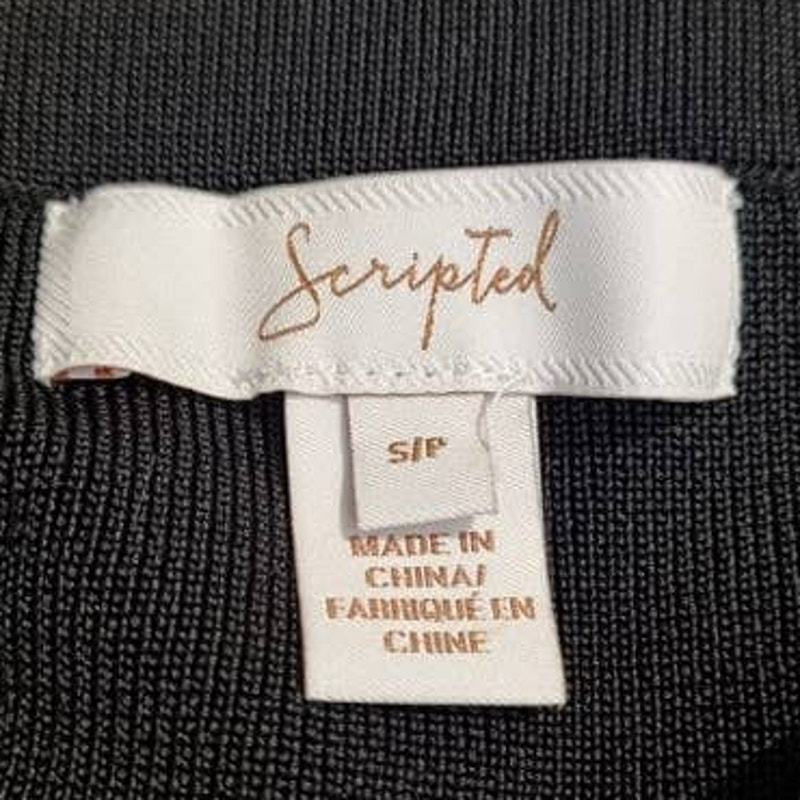 Scripted
S/P
MADE IN
CHINA/
FABRIQUÉ EN
CHINE